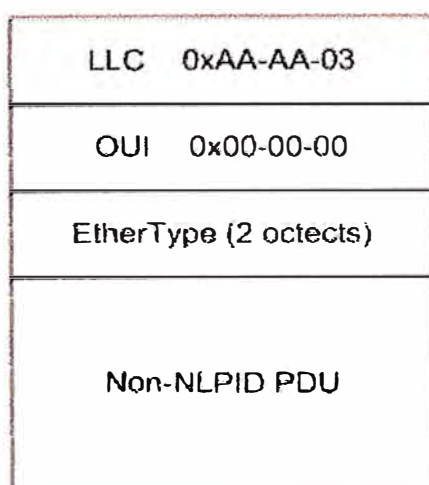 LLC 0xAA-AA-03
OUI 0x00-00-00
EtherType (2 octects)
Non-NLPID PDU